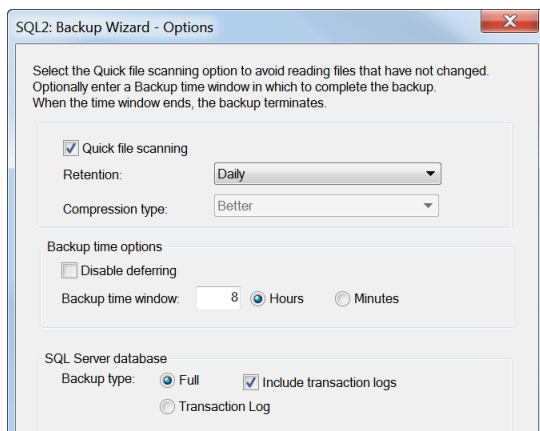 SQL2: Backup Wizard - Options
Select the Quick file scanning option to avoid reading files that have not changed.
Optionally enter a Backup time window in which to complete the backup.
When the time window ends, the backup terminates.
Quick file scanning
Retention: Daily
Compression type: Better
Backup time options
Disable deferring
Backup time window: 8 Hours Minutes
SQL Server database
Backup type: Full Include transaction logs
Transaction Log